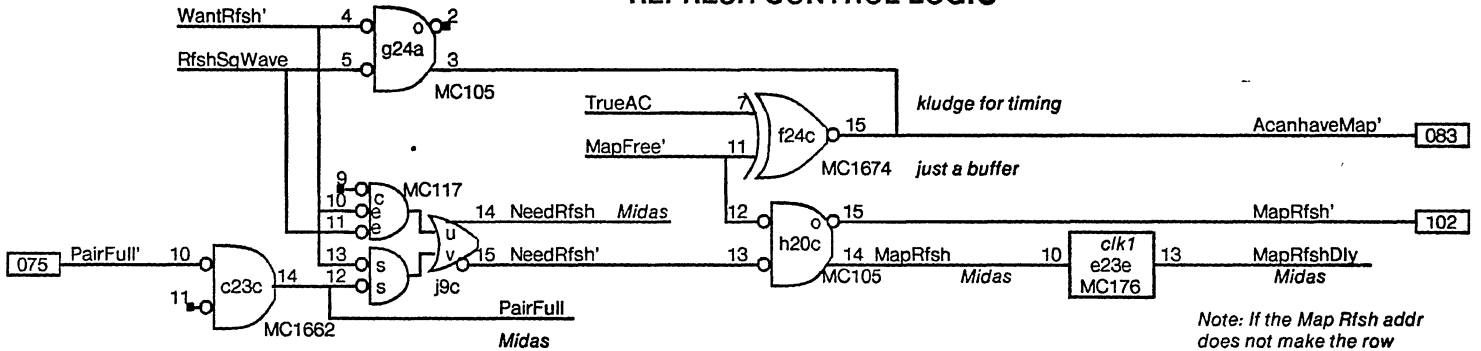 REFRESH CONTROL LOGIC
WantRfsh' 4 o 2
g24a
RfshSqWave 5 3
MC105
TrueAC 7 kludge for timing
f24c 15 AcanhaveMap' 083
MapFree' 11
MC1674 just a buffer
9 MC117
c
10 e 14 NeedRfsh Midas
11 e u 12 o 15 MapRfsh' 102
h20c
075 PairFull' 10 13 s v 15 NeedRfsh' 13 14 MapRfsh 10 clk1 13 MapRfshDly
14 12 s j9c MC105 Midas e23e Midas
c23c MC176
11 PairFull
MC1662 Midas
Note: If the Map Rfsh addr
does not make the row